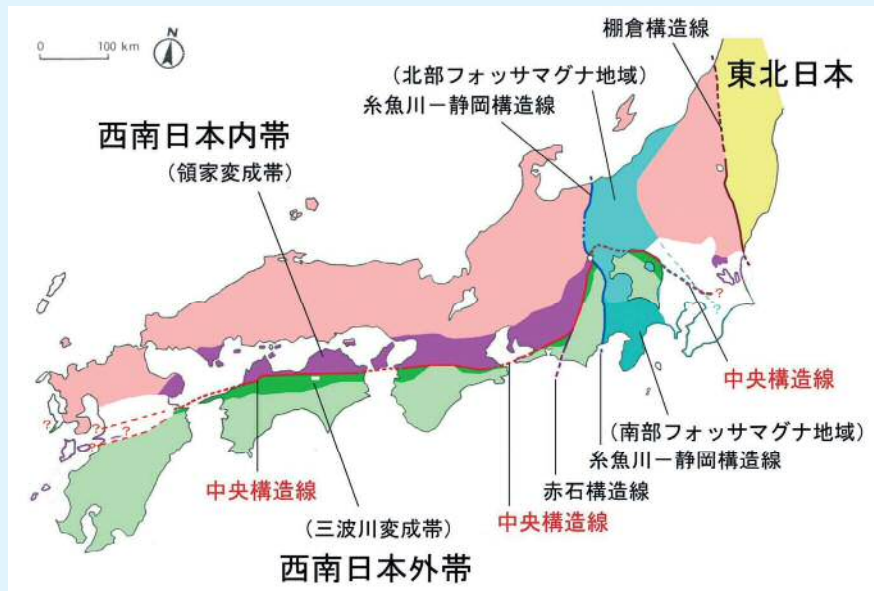 棚倉構造線
0 100 km
N
東北日本
（北部フォッサマグナ地域）
糸魚川－静岡構造線
西南日本内帯
（領家変成帯）
?
?
?
?
?
?
中央構造線
（南部フォッサマグナ地域）
糸魚川－静岡構造線
中央構造線
赤石構造線
（三波川変成帯）
中央構造線
西南日本外帯